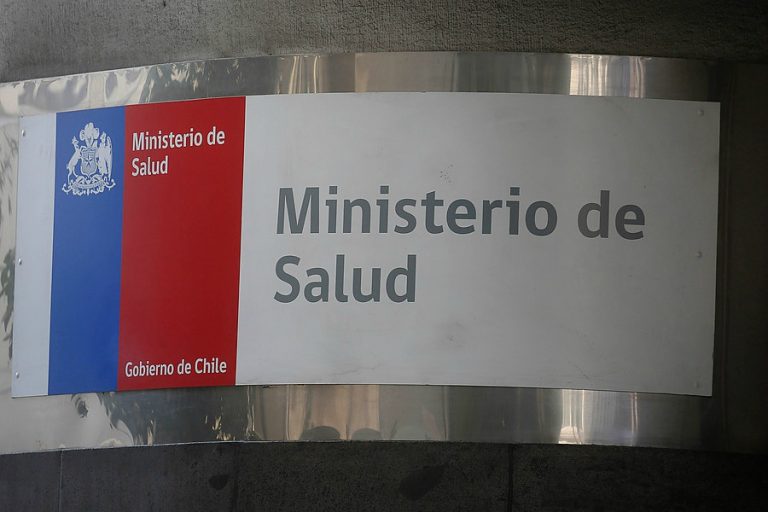 Ministerio de
Salud
Gobierno de Chile
Ministerio de
Salud